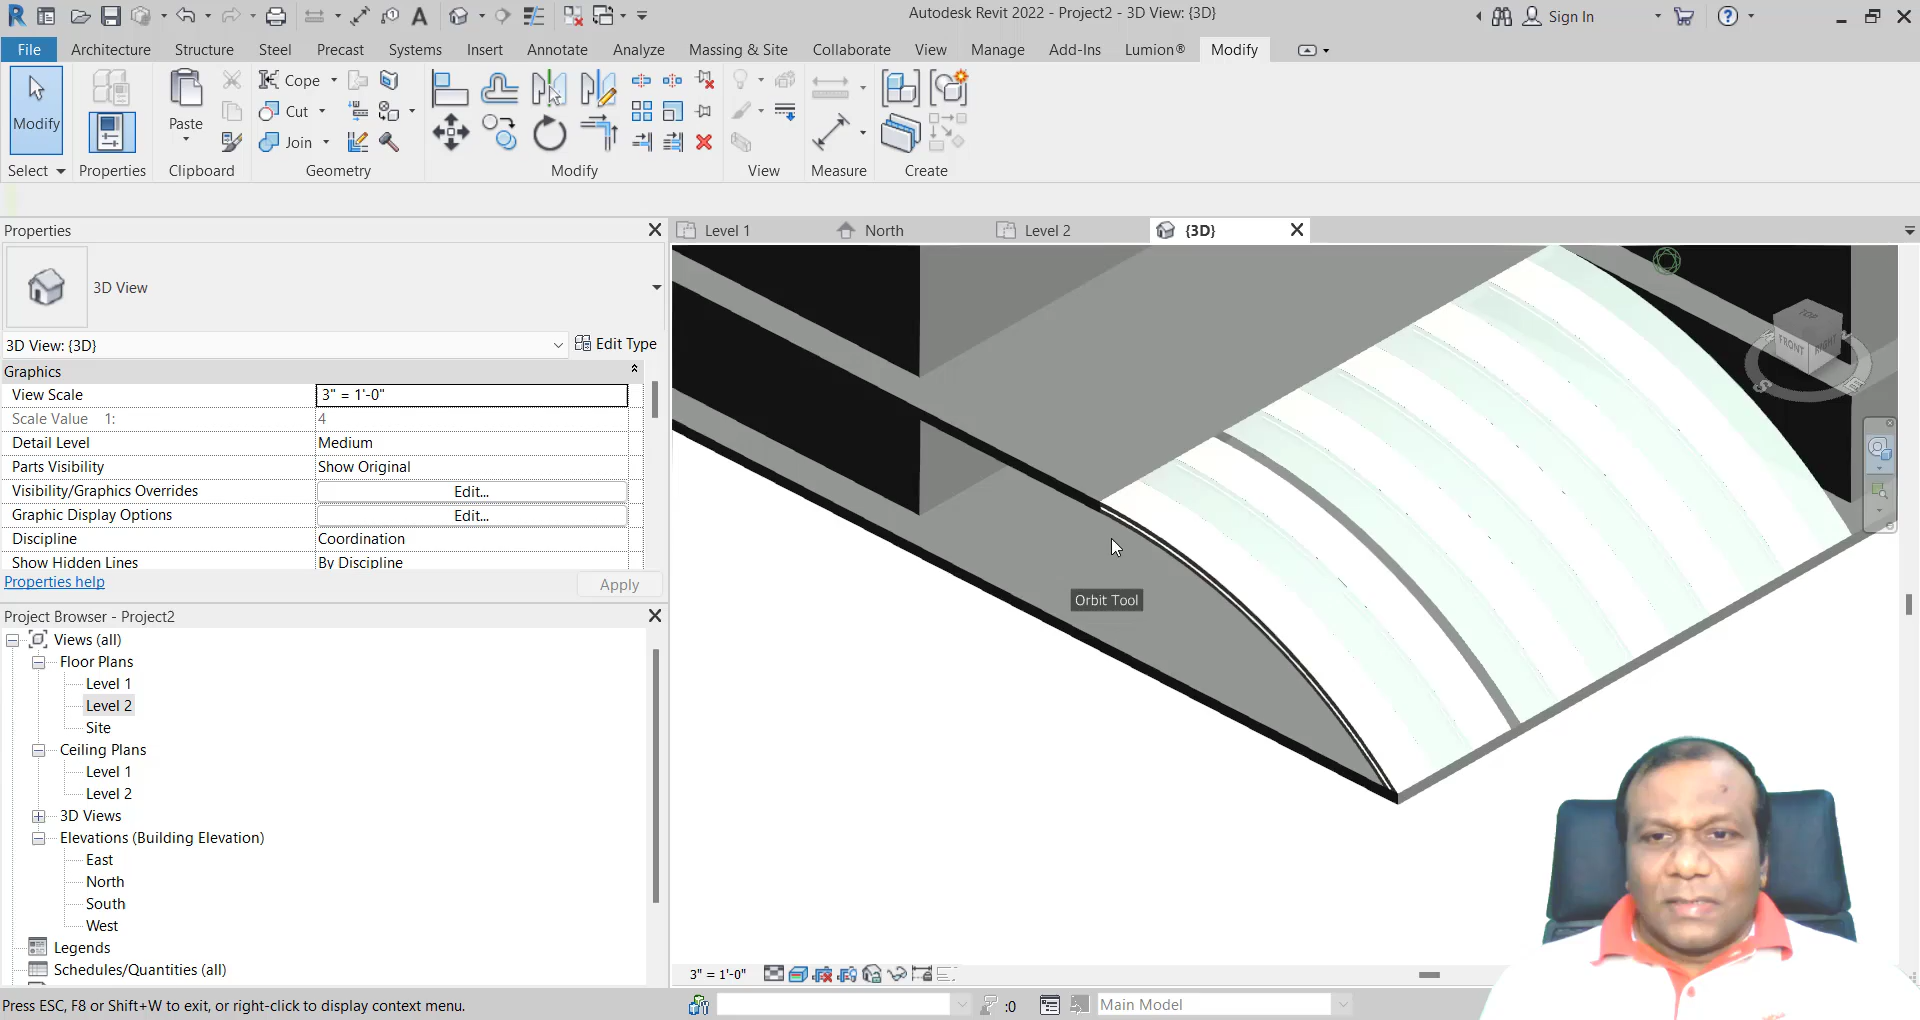 Autodesk Revit 2022 - Project2 - 3D View: {3D}
Sign In
File Architecture Structure Steel Precast Systems Insert Annotate Analyze Massing & Site Collaborate View Manage Add-Ins Lumion® Modify
Modify
Paste
Cope
Cut
Join
Select Properties Clipboard Geometry Modify View Measure Create
Properties
3D View
3D View: {3D}
Edit Type
Graphics
View Scale 3" = 1'-0"
Scale Value 1: 4
Detail Level Medium
Parts Visibility Show Original
Visibility/Graphics Overrides Edit...
Graphic Display Options Edit...
Discipline Coordination
Show Hidden Lines By Discipline
Properties help
Apply
Project Browser - Project2
Views (all)
Floor Plans
Level 1
Level 2
Site
Ceiling Plans
Level 1
Level 2
3D Views
Elevations (Building Elevation)
East
North
South
West
Legends
Schedules/Quantities (all)
Level 1 North Level 2 {3D}
TOP
FRONT RIGHT
S E
Orbit Tool
3" = 1'-0"
Press ESC, F8 or Shift+W to exit, or right-click to display context menu.
:0
Main Model